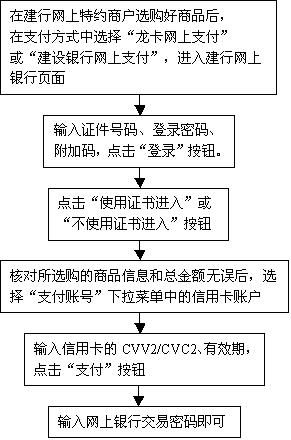 在建行网上特约商户选购好商品后，
在支付方式中选择“龙卡网上支付”
或“建设银行网上支付”，进入建行网上
银行页面
输入证件号码、登录密码、
附加码，点击“登录”按钮。
点击“使用证书进入”或
“不使用证书进入”按钮
核对所选购的商品信息和总金额无误后，选
择“支付账号”下拉菜单中的信用卡账户
输入信用卡的 CVV2/CVC2、有效期，
点击“支付”按钮
输入网上银行交易密码即可